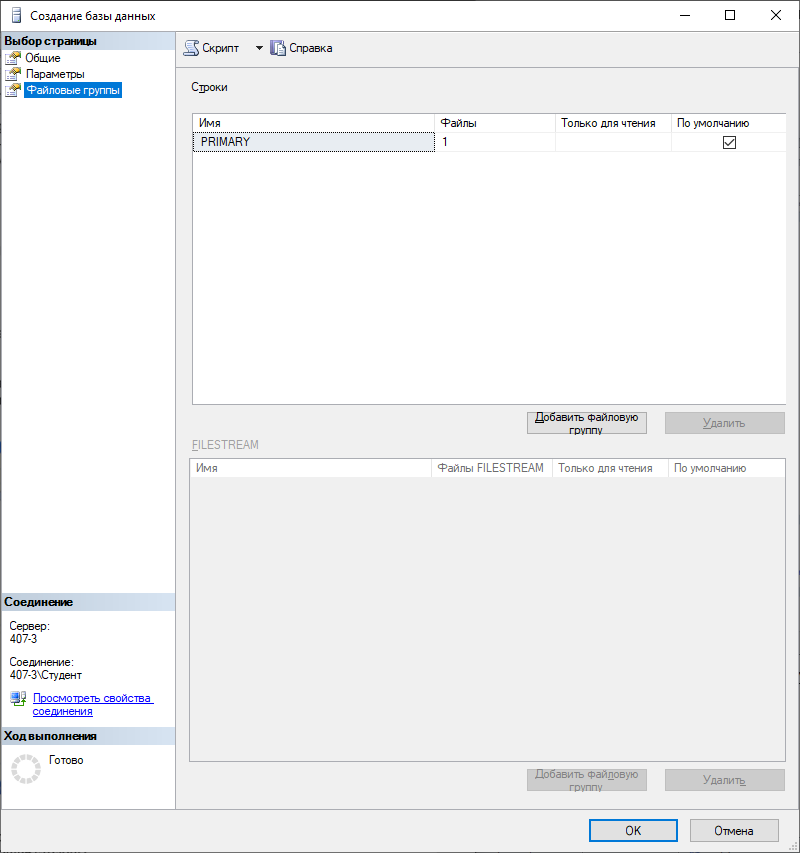 Создание базы данных
Выбор страницы
Общие
Параметры
Файловые группы
Скрипт
Справка
Строки
Имя Файлы Только для чтения По умолчанию
PRIMARY 1
Добавить файловую
группу
Удалить
FILESTREAM
Имя Файлы FILESTREAM Только для чтения По умолчанию
Добавить файловую
группу
Удалить
Соединение
Сервер:
407-3
Соединение:
407-3\Студент
Просмотреть свойства
соединения
Ход выполнения
Готово
OK
Отмена